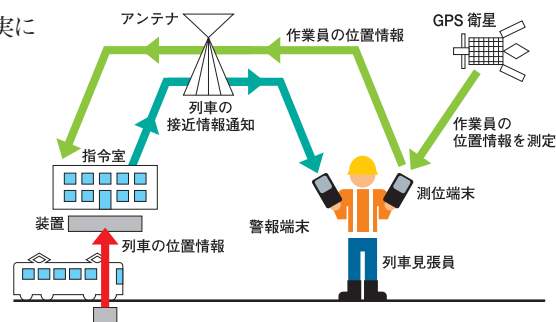 実に
アンテナ
作業員の位置情報
GPS 衛星
列車の
接近情報通知
作業員の
位置情報を測定
指令室
測位端末
装置
警報端末
列車の位置情報
列車見張員